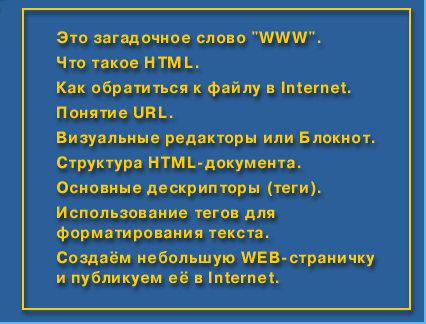 Это загадочное слово "WWW".
Что такое HTML.
Как обратиться к файлу в Internet.
Понятие URL.
Визуальные редакторы или Блокнот.
Структура HTML-документа.
Основные дескрипторы (теги).
Использование тегов для
форматирования текста.
Создаём небольшую WEB-страничку
и публикуем её в Internet.